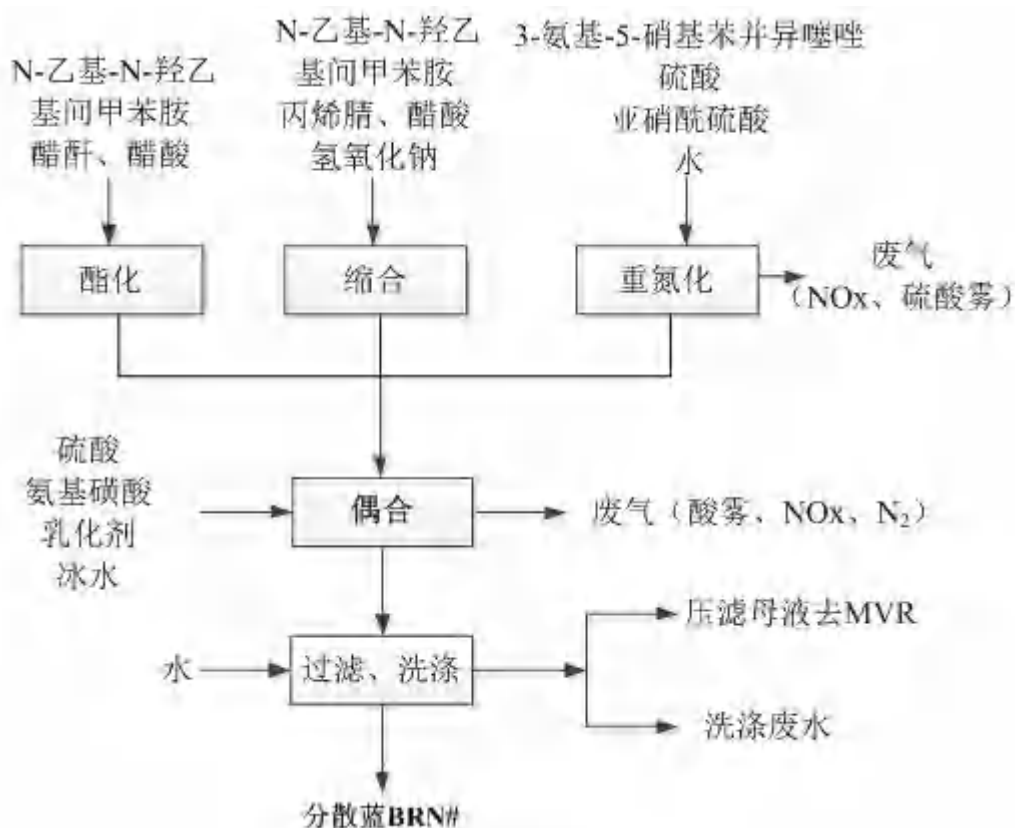 N-乙基-N-羟乙
基问甲苯胺
醋酐、醋酸
N-乙基-N-羟乙
基问甲苯胺
丙烯腈、醋酸
氢氧化钠
3-氨基-5-硝基苯并异噻唑
硫酸
亚硝酰硫酸
水
酯化
缩合
重氮化
废气
（NOx、硫酸雾）
硫酸
氨基磺酸
乳化剂
冰水
偶合
废气（酸雾、NOx、N₂）
水
过滤、洗涤
压滤母液去MVR
洗涤废水
分散蓝BRN#